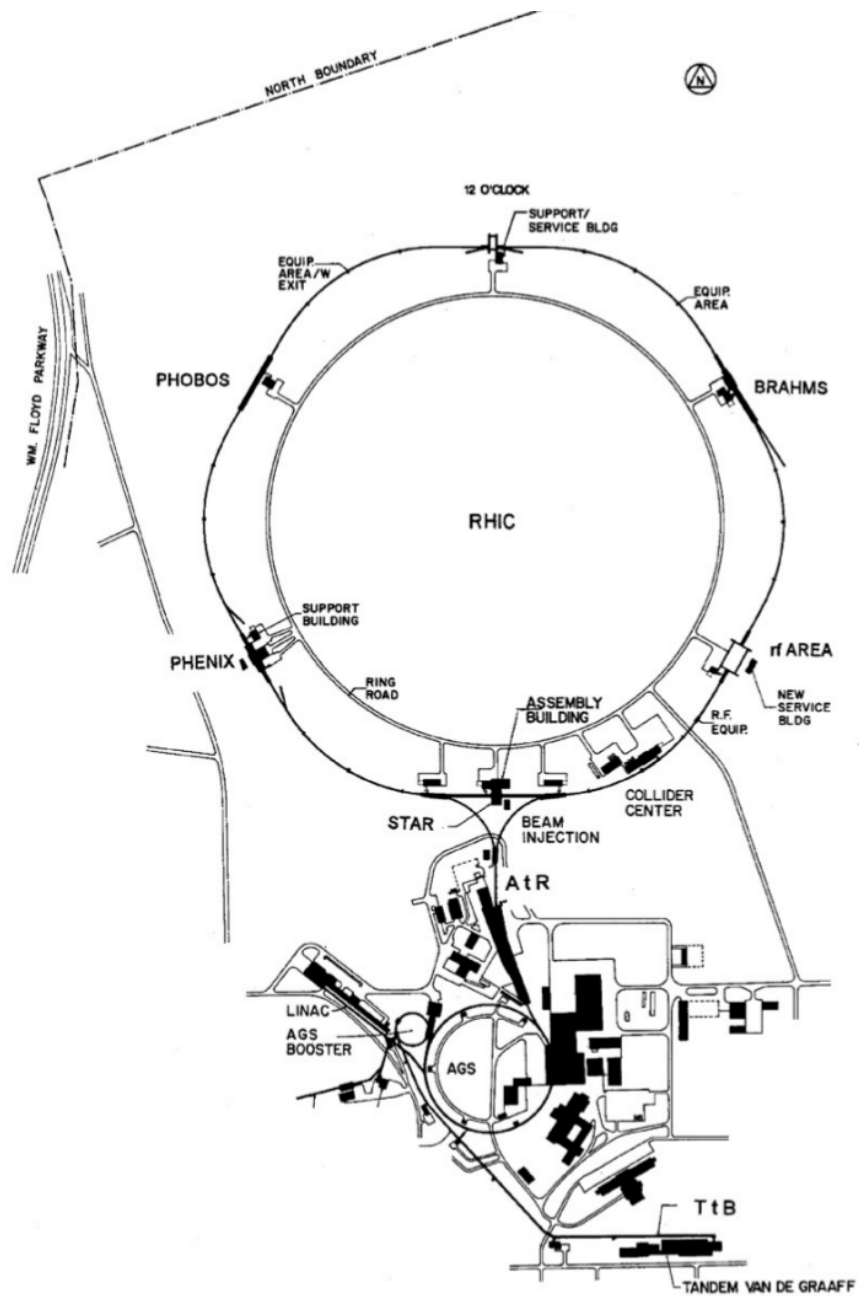 NORTH BOUNDARY
N
12 O'CLOCK
SUPPORT/
SERVICE BLDG
EQUIP.
AREA/W
EXIT
EQUIP.
AREA
WM. FLOYD PARKWAY
PHOBOS
BRAHMS
RHIC
SUPPORT
BUILDING
PHENIX
rf AREA
RING
ROAD
ASSEMBLY
BUILDING
NEW
SERVICE
BLDG
R.F.
EQUIP.
COLLIDER
CENTER
STAR
BEAM
INJECTION
AtR
LINAC
AGS
BOOSTER
AGS
TtB
TANDEM VAN DE GRAAFF